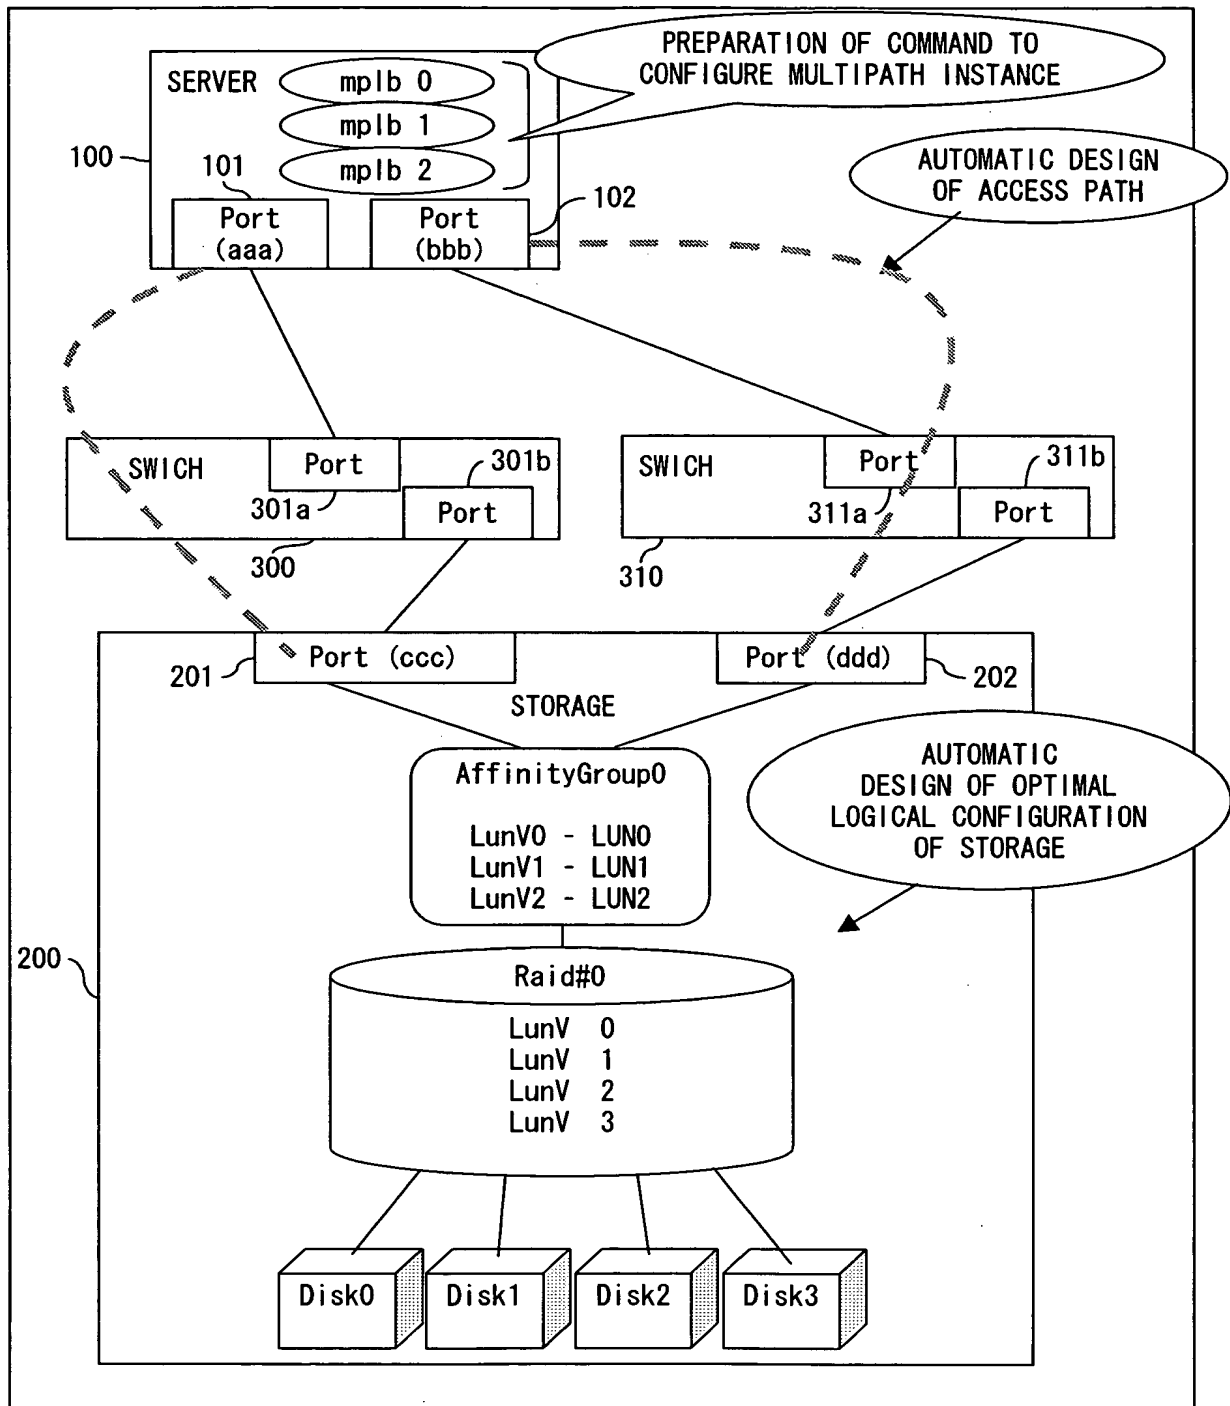 PREPARATION OF COMMAND TO
CONFIGURE MULTIPATH INSTANCE
SERVER
mplb 0
mplb 1
mplb 2
100
101
102
AUTOMATIC DESIGN
OF ACCESS PATH
Port
(aaa)
Port
(bbb)
SWICH
Port
301a
301b
Port
300
SWICH
Port
311a
311b
Port
310
201
Port (ccc)
Port (ddd)
202
STORAGE
AffinityGroup0
LunV0 - LUN0
LunV1 - LUN1
LunV2 - LUN2
AUTOMATIC
DESIGN OF OPTIMAL
LOGICAL CONFIGURATION
OF STORAGE
200
Raid#0
LunV 0
LunV 1
LunV 2
LunV 3
Disk0
Disk1
Disk2
Disk3